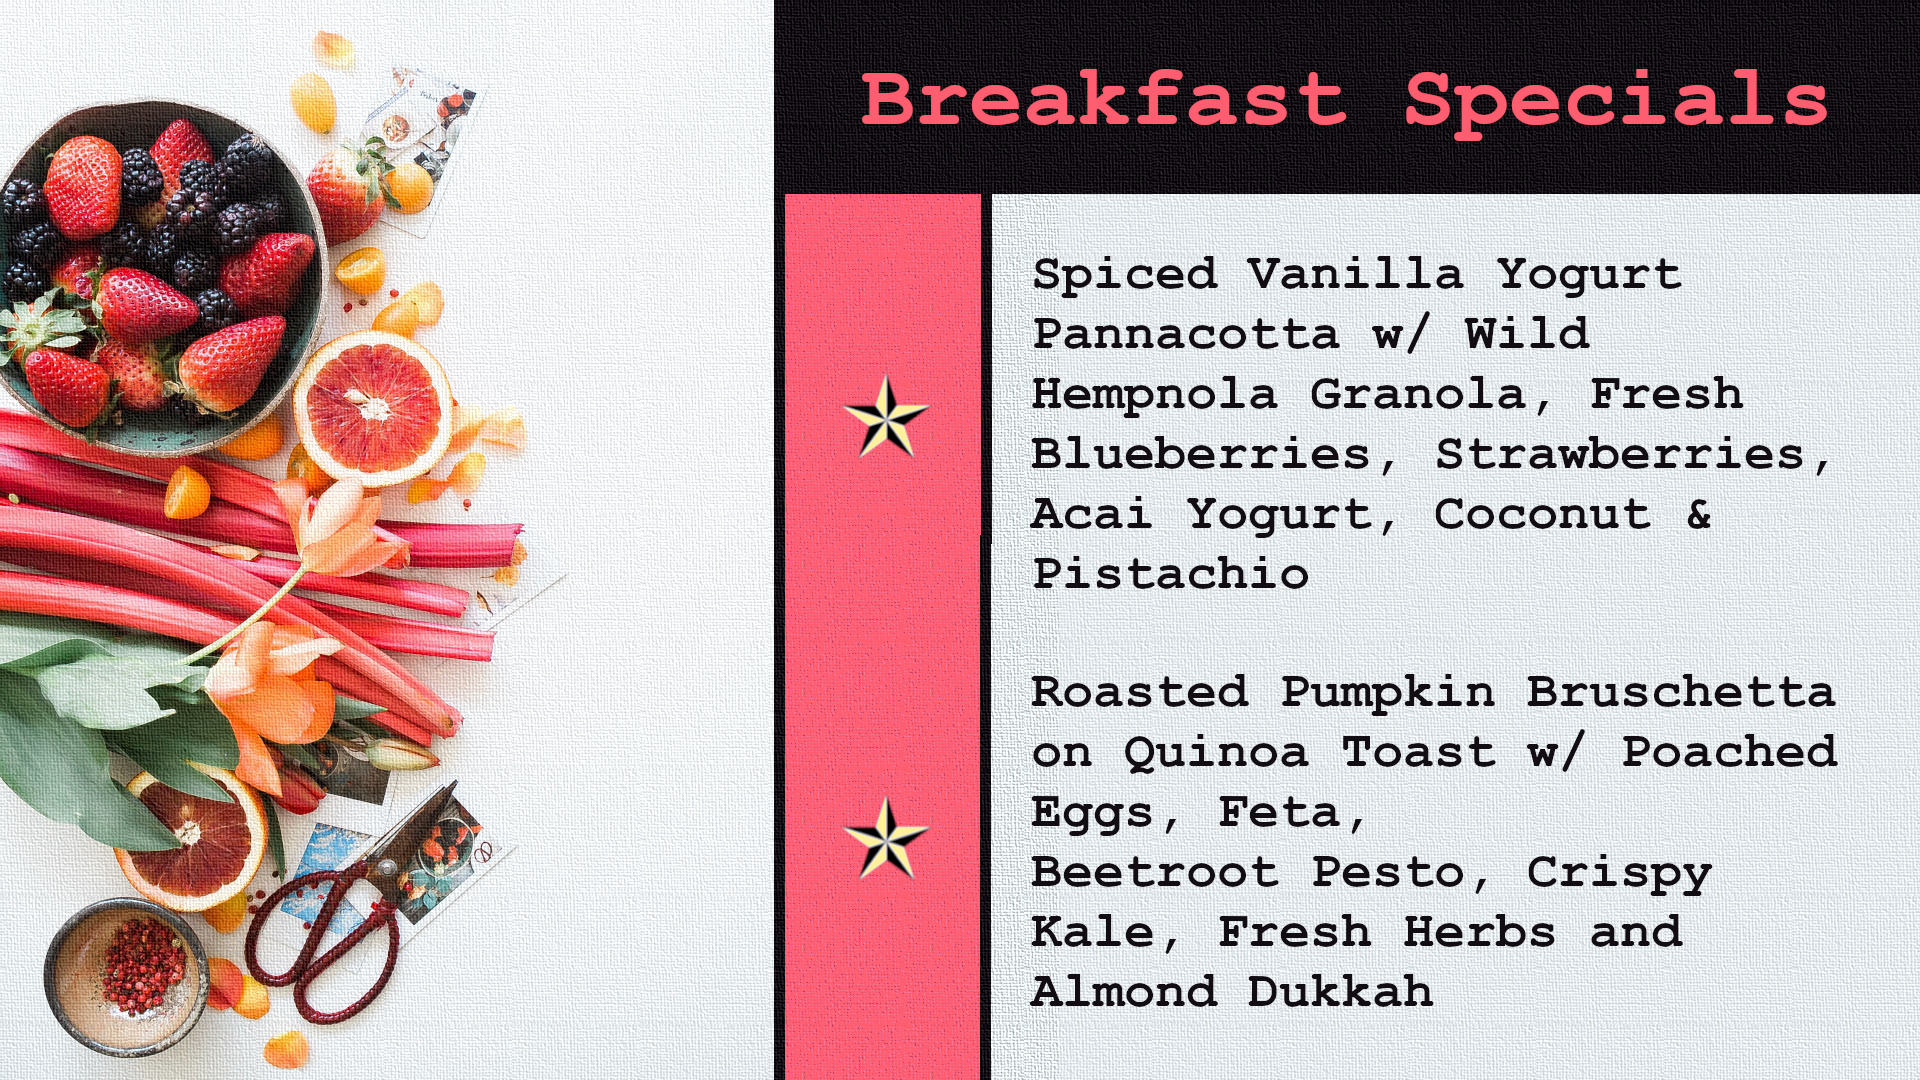 Breakfast Specials
Spiced Vanilla Yogurt
Pannacotta w/ Wild
Hempnola Granola, Fresh
Blueberries, Strawberries,
Acai Yogurt, Coconut &
Pistachio
Roasted Pumpkin Bruschetta
on Quinoa Toast w/ Poached
Eggs, Feta,
Beetroot Pesto, Crispy
Kale, Fresh Herbs and
Almond Dukkah